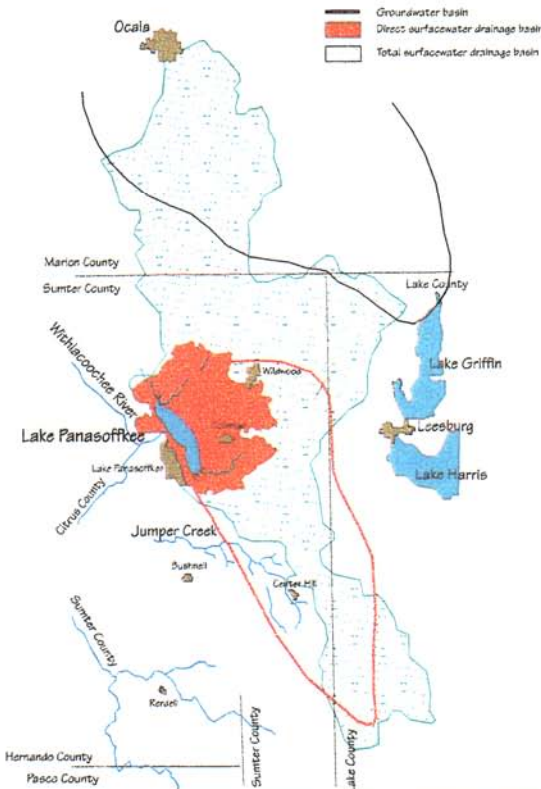 Groundwater basin
Direct surfacewater drainage basin
Total surfacewater drainage basin
Ocala
Marion County
Sumter County
Lake County
Lake Griffin
Withlacoochee River
Wildwood
Leesburg
Lake Panasoffkee
Lake Panasoffkee
Lake Harris
Citrus County
Jumper Creek
Bushnell
Center Hill
Sumter County
Rerdell
Hernando County
Pasco County
Sumter County
Lake County